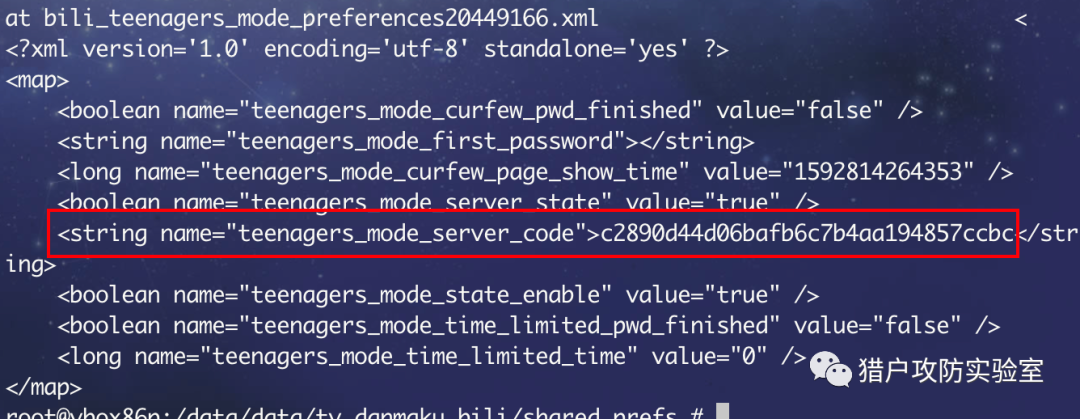 at bili_teenagers_mode_preferences20449166.xml <
<?xml version='1.0' encoding='utf-8' standalone='yes' ?>
<map>
<boolean name="teenagers_mode_curfew_pwd_finished" value="false" />
<string name="teenagers_mode_first_password"></string>
<long name="teenagers_mode_curfew_page_show_time" value="1592814264353" />
<boolean name="teenagers_mode_server_state" value="true" />
<string name="teenagers_mode_server_code">c2890d44d06bafb6c7b4aa194857ccbc</str
ing>
<boolean name="teenagers_mode_state_enable" value="true" />
<boolean name="teenagers_mode_time_limited_pwd_finished" value="false" />
<long name="teenagers_mode_time_limited_time" value="0" />
猎户攻防实验室
</map>
root@vbox86p:/data/data/tv.danmaku.bili/shared_prefs #